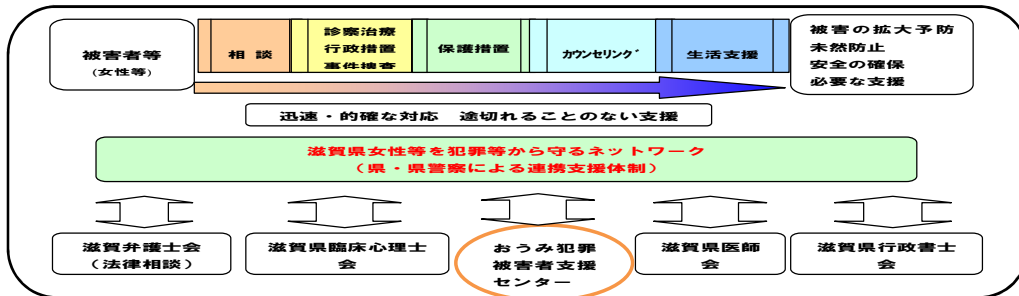 被害者等
(女性等)
相 談
診察治療
行政措置
事件捜査
保護措置
カウンセリング
生活支援
被害の拡大予防
未然防止
安全の確保
必要な支援
迅速・的確な対応 途切れることのない支援
滋賀県女性等を犯罪等から守るネットワーク
(県・県警察による連携支援体制)
滋賀弁護士会
(法律相談)
滋賀県臨床心理士
会
おうみ犯罪
被害者支援
センター
滋賀県医師
会
滋賀県行政書士
会